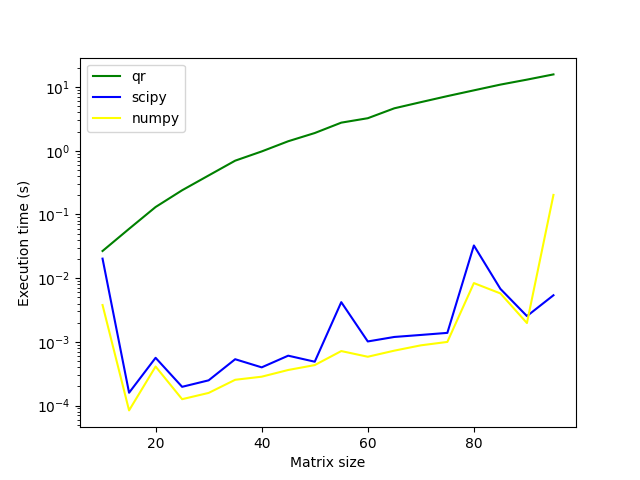 qr
scipy
numpy
10¹
10⁰
10⁻¹
10⁻²
10⁻³
10⁻⁴
Execution time (s)
20 40 60 80
Matrix size